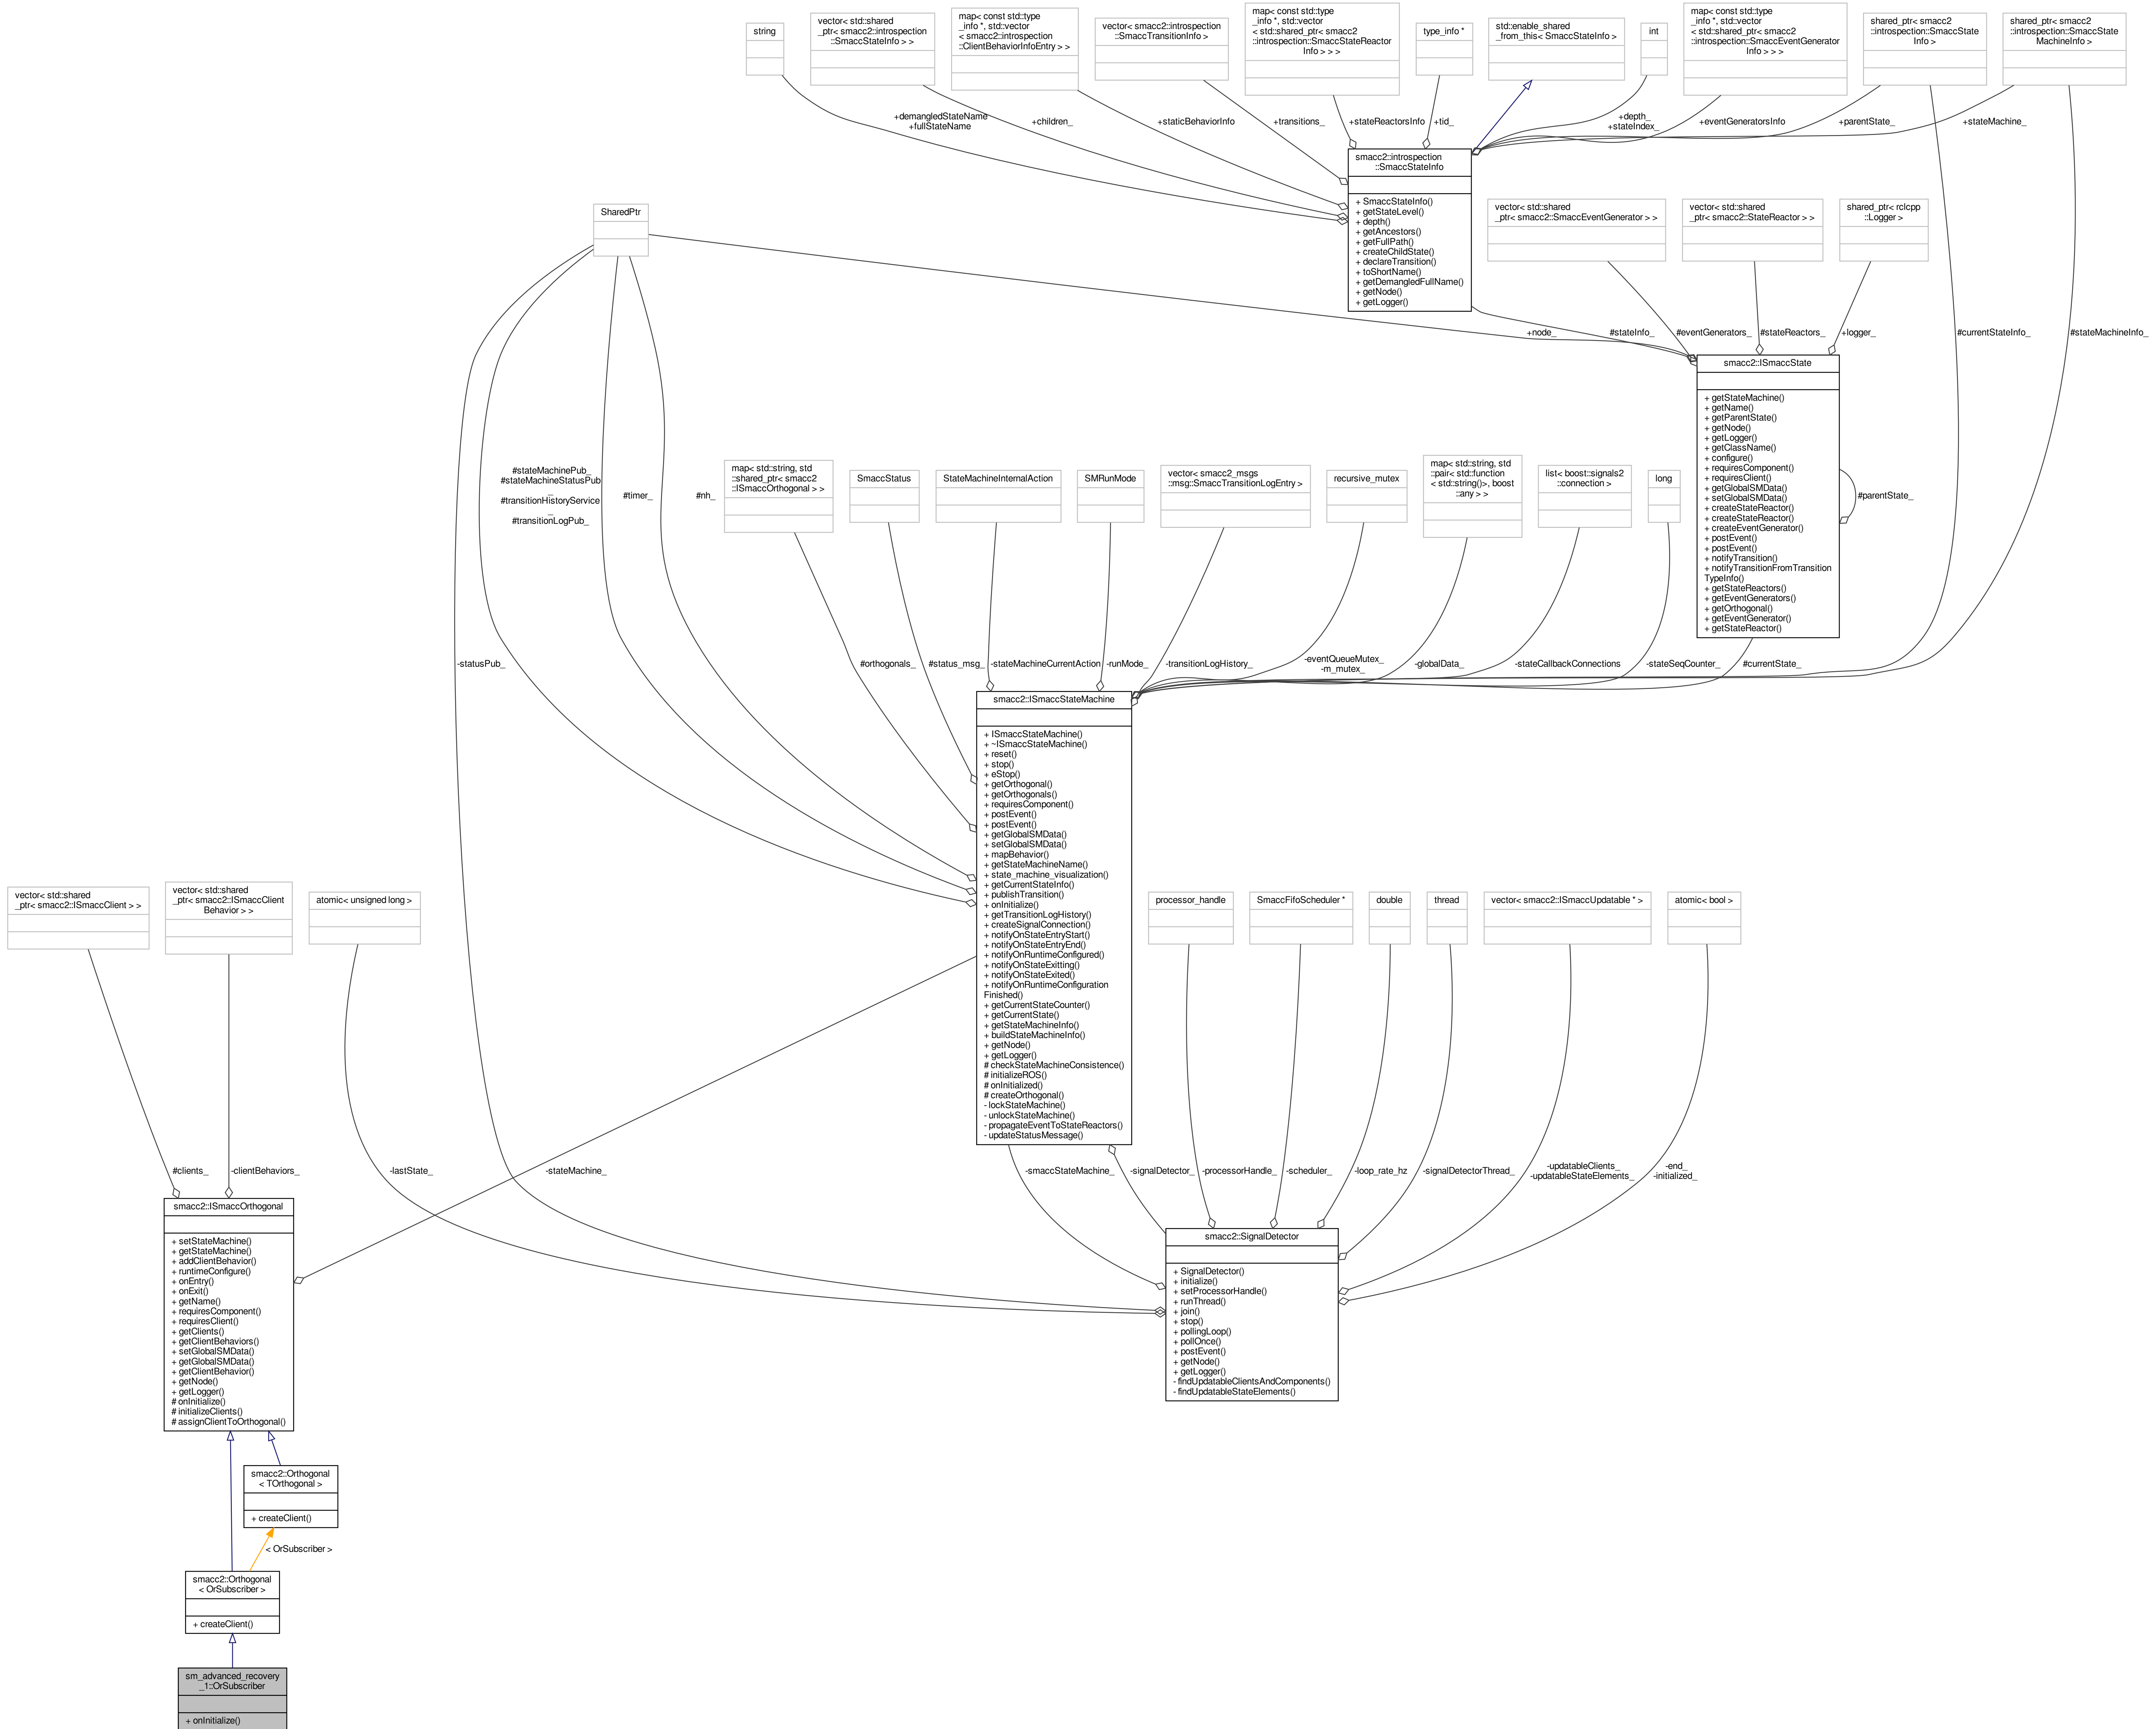 string
vector< std::shared
_ptr< smacc2::introspection
::SmaccStateInfo > >
map< const std::type
_info *, std::vector
< smacc2::introspection
::ClientBehaviorInfoEntry > >
vector< smacc2::introspection
::SmaccTransitionInfo >
map< const std::type
_info *, std::vector
< std::shared_ptr< smacc2
::introspection::SmaccStateReactor
Info > > >
type_info *
std::enable_shared
_from_this< SmaccStateInfo >
int
map< const std::type
_info *, std::vector
< std::shared_ptr< smacc2
::introspection::SmaccEventGenerator
Info > > >
shared_ptr< smacc2
::introspection::SmaccState
Info >
shared_ptr< smacc2
::introspection::SmaccState
MachineInfo >
+demangledStateName
+fullStateName
+children_
+staticBehaviorInfo
+transitions_
+stateReactorsInfo
+tid_
+depth_
+stateIndex_
+eventGeneratorsInfo
+parentState_
+stateMachine_
smacc2::introspection
::SmaccStateInfo
+ SmaccStateInfo()
+ getStateLevel()
+ depth()
+ getAncestors()
+ getFullPath()
+ createChildState()
+ declareTransition()
+ toShortName()
+ getDemangledFullName()
+ getNode()
+ getLogger()
SharedPtr
vector< std::shared
_ptr< smacc2::SmaccEventGenerator > >
vector< std::shared
_ptr< smacc2::StateReactor > >
shared_ptr< rclcpp
::Logger >
+node_
#stateInfo_
#eventGenerators_
#stateReactors_
+logger_
#currentStateInfo_
#stateMachineInfo_
smacc2::ISmaccState
+ getStateMachine()
+ getName()
+ getParentState()
+ getNode()
+ getLogger()
+ getClassName()
+ configure()
+ requiresComponent()
+ requiresClient()
+ getGlobalSMData()
+ setGlobalSMData()
+ createStateReactor()
+ createStateReactor()
+ createEventGenerator()
+ postEvent()
+ postEvent()
+ notifyTransition()
+ notifyTransitionFromTransition
TypeInfo()
+ getStateReactors()
+ getEventGenerators()
+ getOrthogonal()
+ getEventGenerator()
+ getStateReactor()
#parentState_
#stateMachinePub_
#stateMachineStatusPub
_
#transitionHistoryService
_
#transitionLogPub_
#timer_
#nh_
map< std::string, std
::shared_ptr< smacc2
::ISmaccOrthogonal > >
SmaccStatus
StateMachineInternalAction
SMRunMode
vector< smacc2_msgs
::msg::SmaccTransitionLogEntry >
recursive_mutex
map< std::string, std
::pair< std::function
< std::string()>, boost
::any > >
list< boost::signals2
::connection >
long
-statusPub_
#orthogonals_
#status_msg_
-stateMachineCurrentAction
-runMode_
-transitionLogHistory_
-eventQueueMutex_
-m_mutex_
-globalData_
-stateCallbackConnections
-stateSeqCounter_
#currentState_
smacc2::ISmaccStateMachine
+ ISmaccStateMachine()
+ ~ISmaccStateMachine()
+ reset()
+ stop()
+ eStop()
+ getOrthogonal()
+ getOrthogonals()
+ requiresComponent()
+ postEvent()
+ postEvent()
+ getGlobalSMData()
+ setGlobalSMData()
+ mapBehavior()
+ getStateMachineName()
+ state_machine_visualization()
+ getCurrentStateInfo()
+ publishTransition()
+ onInitialize()
+ getTransitionLogHistory()
+ createSignalConnection()
+ notifyOnStateEntryStart()
+ notifyOnStateEntryEnd()
+ notifyOnRuntimeConfigured()
+ notifyOnStateExitting()
+ notifyOnStateExited()
+ notifyOnRuntimeConfiguration
Finished()
+ getCurrentStateCounter()
+ getCurrentState()
+ getStateMachineInfo()
+ buildStateMachineInfo()
+ getNode()
+ getLogger()
# checkStateMachineConsistence()
# initializeROS()
# onInitialized()
# createOrthogonal()
- lockStateMachine()
- unlockStateMachine()
- propagateEventToStateReactors()
- updateStatusMessage()
vector< std::shared
_ptr< smacc2::ISmaccClient > >
vector< std::shared
_ptr< smacc2::ISmaccClient
Behavior > >
atomic< unsigned long >
processor_handle
SmaccFifoScheduler *
double
thread
vector< smacc2::ISmaccUpdatable * >
atomic< bool >
#clients_
-clientBehaviors_
-lastState_
-stateMachine_
-smaccStateMachine_
-signalDetector_
-processorHandle_
-scheduler_
-loop_rate_hz
-signalDetectorThread_
-updatableClients_
-updatableStateElements_
-end_
-initialized_
smacc2::ISmaccOrthogonal
+ setStateMachine()
+ getStateMachine()
+ addClientBehavior()
+ runtimeConfigure()
+ onEntry()
+ onExit()
+ getName()
+ requiresComponent()
+ requiresClient()
+ getClients()
+ getClientBehaviors()
+ setGlobalSMData()
+ getGlobalSMData()
+ getClientBehavior()
+ getNode()
+ getLogger()
# onInitialize()
# initializeClients()
# assignClientToOrthogonal()
smacc2::SignalDetector
+ SignalDetector()
+ initialize()
+ setProcessorHandle()
+ runThread()
+ join()
+ stop()
+ pollingLoop()
+ pollOnce()
+ postEvent()
+ getNode()
+ getLogger()
- findUpdatableClientsAndComponents()
- findUpdatableStateElements()
smacc2::Orthogonal
< TOrthogonal >
+ createClient()
< OrSubscriber >
smacc2::Orthogonal
< OrSubscriber >
+ createClient()
sm_advanced_recovery
_1::OrSubscriber
+ onInitialize()